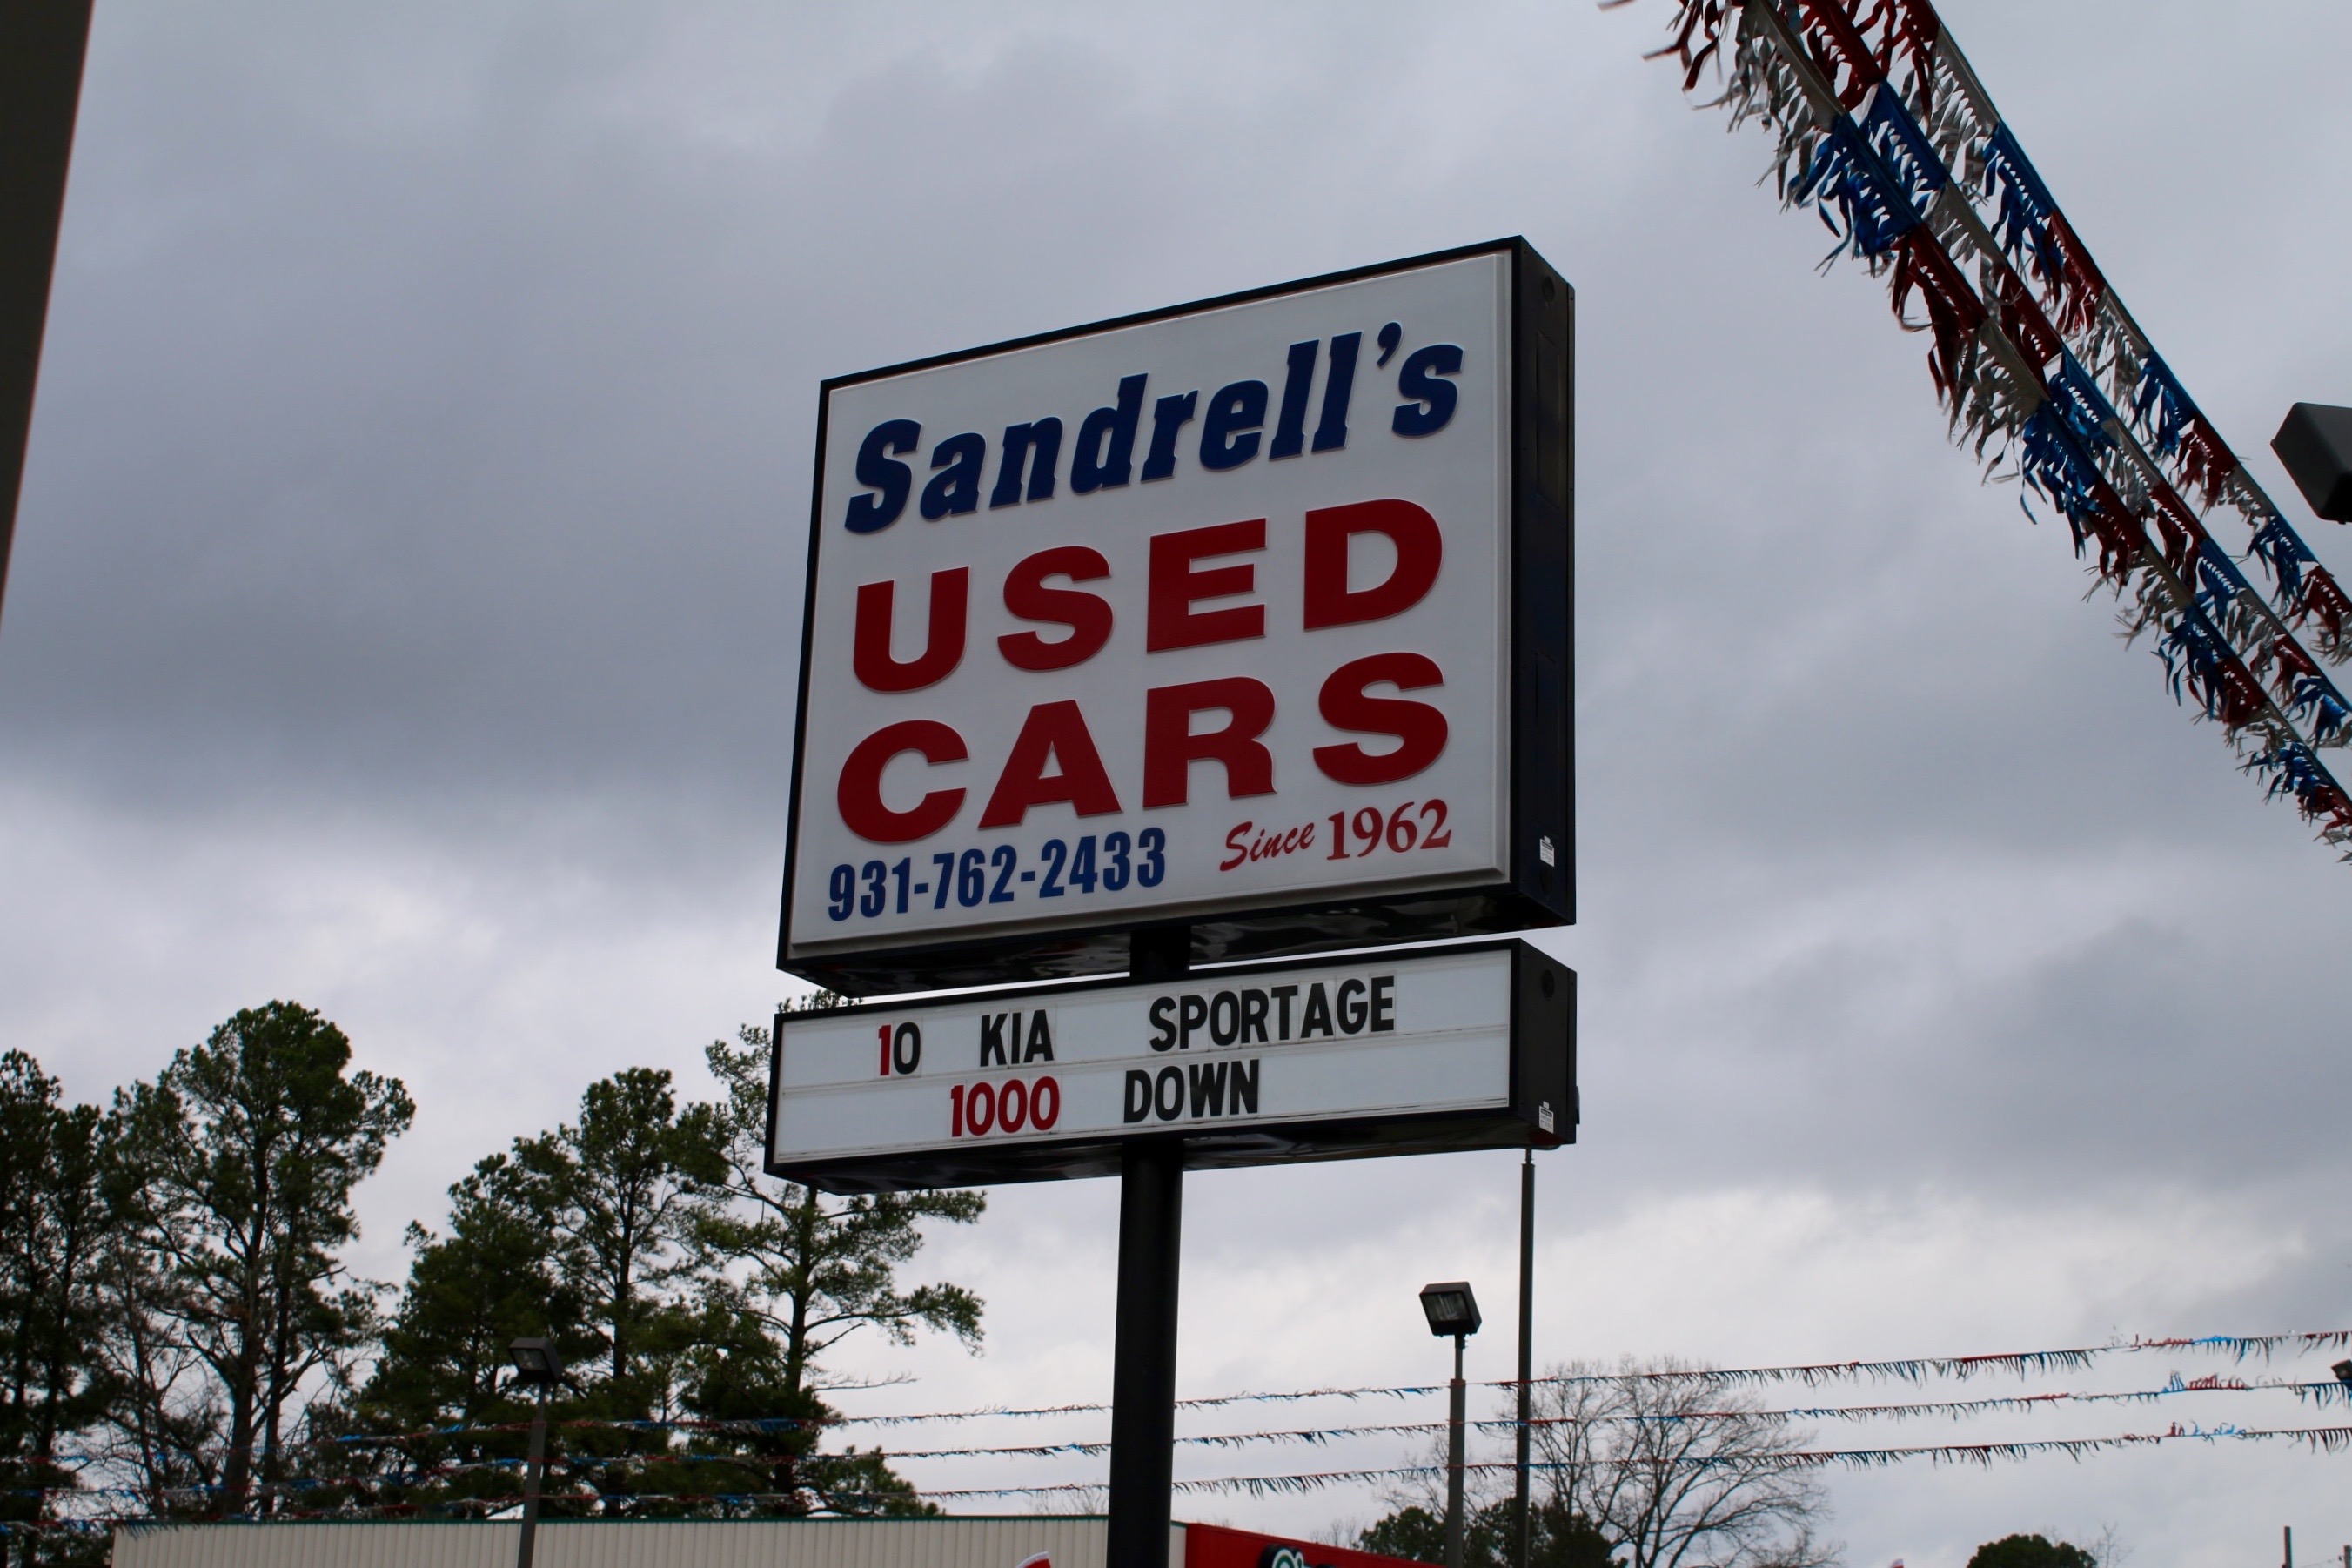 Sandrell's
USED
CARS
931-762-2433 Since 1962
10 KIA SPORTAGE
1000 DOWN